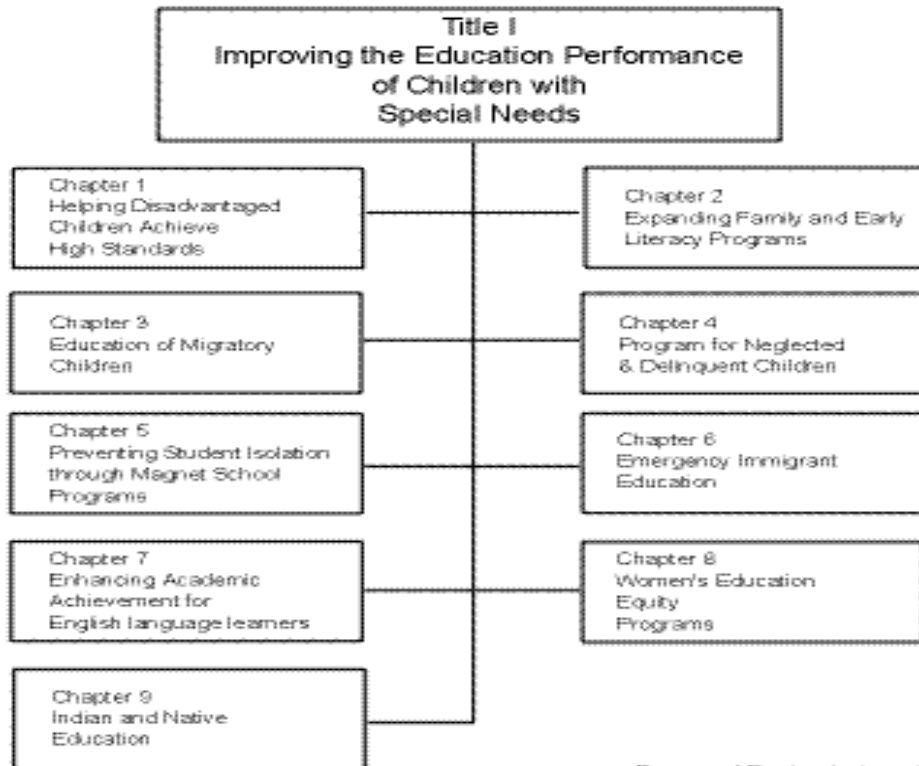 Title I
Improving the Education Performance
of Children with
Special Needs
Chapter 1
Helping Disadvantaged
Children Achieve
High Standards
Chapter 2
Expanding Family and Early
Literacy Programs
Chapter 3
Education of Migratory
Children
Chapter 4
Program for Neglected
& Delinquent Children
Chapter 5
Preventing Student Isolation
through Magnet School
Programs
Chapter 6
Emergency Immigrant
Education
Chapter 7
Enhancing Academic
Achievement for
English language learners
Chapter 8
Women's Education
Equity
Programs
Chapter 9
Indian and Native
Education